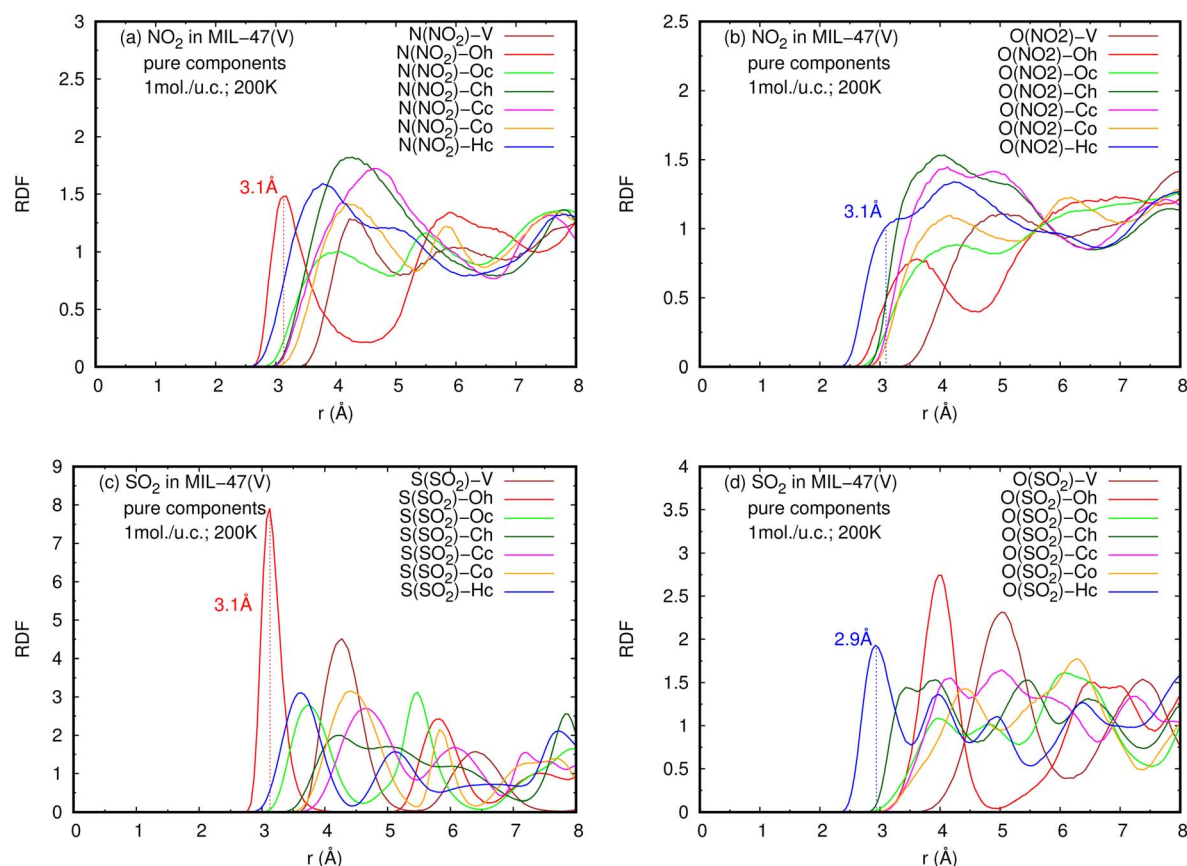 (a) NO₂ in MIL−47(V)
pure components
1mol./u.c.; 200K
N(NO₂)−V
N(NO₂)−Oh
N(NO₂)−Oc
N(NO₂)−Ch
N(NO₂)−Cc
N(NO₂)−Co
N(NO₂)−Hc
3.1Å
RDF
3
2.5
2
1.5
1
0.5
0
0 1 2 3 4 5 6 7 8
r (Å)
(b) NO₂ in MIL−47(V)
pure components
1mol./u.c.; 200K
O(NO2)−V
O(NO2)−Oh
O(NO2)−Oc
O(NO2)−Ch
O(NO2)−Cc
O(NO2)−Co
O(NO2)−Hc
3.1Å
RDF
2.5
2
1.5
1
0.5
0
0 1 2 3 4 5 6 7 8
r (Å)
(c) SO₂ in MIL−47(V)
pure components
1mol./u.c.; 200K
S(SO₂)−V
S(SO₂)−Oh
S(SO₂)−Oc
S(SO₂)−Ch
S(SO₂)−Cc
S(SO₂)−Co
S(SO₂)−Hc
3.1Å
RDF
9
8
7
6
5
4
3
2
1
0
0 1 2 3 4 5 6 7 8
r (Å)
(d) SO₂ in MIL−47(V)
pure components
1mol./u.c.; 200K
O(SO₂)−V
O(SO₂)−Oh
O(SO₂)−Oc
O(SO₂)−Ch
O(SO₂)−Cc
O(SO₂)−Co
O(SO₂)−Hc
2.9Å
RDF
4
3.5
3
2.5
2
1.5
1
0.5
0
0 1 2 3 4 5 6 7 8
r (Å)